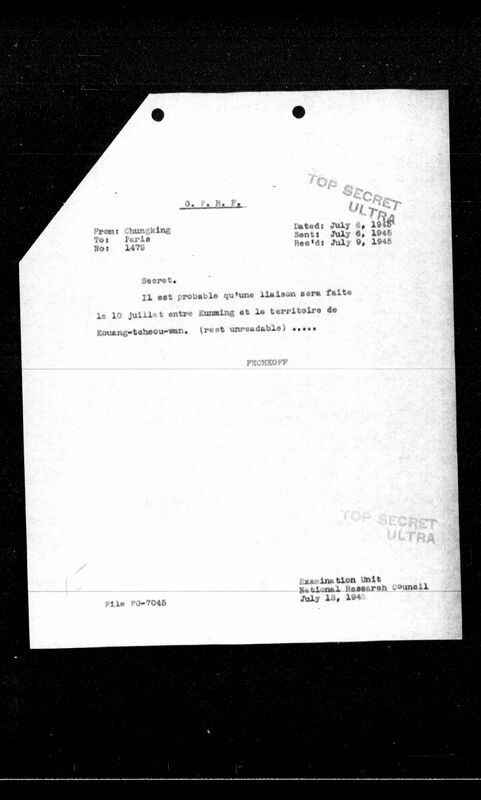 TOP SECRET
ULTRA
G. P. R. F.
From: Chungking
To: Paris
No: 1479
Dated: July 6, 1945
Sent: July 6, 1945
Rec'd: July 9, 1945
Secret.
Il est probable qu'une liaison sera faite
le 10 juillet entre Kunming et le territoire de
Kouang-tcheou-wan. (rest unreadable) .....
PECHKOFF
TOP SECRET
ULTRA
Examination Unit
National Research Council
July 18, 1945
File FG-7045